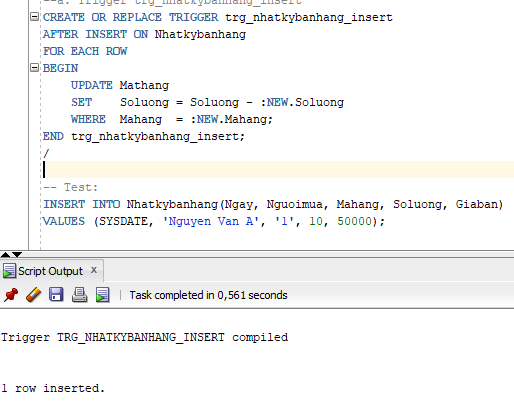 --a. Trigger trg_nhatkybanhang_insert
CREATE OR REPLACE TRIGGER trg_nhatkybanhang_insert
AFTER INSERT ON Nhatkybanhang
FOR EACH ROW
BEGIN
    UPDATE Mathang
    SET    Soluong = Soluong - :NEW.Soluong
    WHERE  Mahang  = :NEW.Mahang;
END trg_nhatkybanhang_insert;
/
-- Test:
INSERT INTO Nhatkybanhang(Ngay, Nguoimua, Mahang, Soluong, Giaban)
VALUES (SYSDATE, 'Nguyen Van A', '1', 10, 50000);
Script Output x
Task completed in 0,561 seconds
Trigger TRG_NHATKYBANHANG_INSERT compiled
1 row inserted.